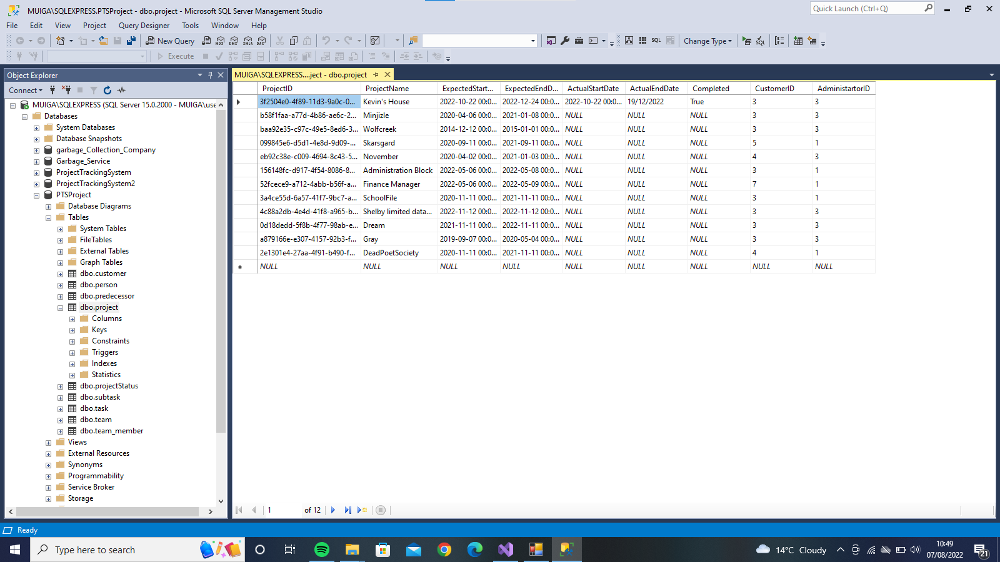 MUIGA\SQLEXPRESS.PTSProject - dbo.project - Microsoft SQL Server Management Studio
Quick Launch (Ctrl+Q)
File Edit View Project Query Designer Tools Window Help
New Query MDX DMX XMLA DAX SQL Change Type
Execute
Object Explorer
MUIGA\SQLEXPRESS....ject - dbo.project
Connect
MUIGA\SQLEXPRESS (SQL Server 15.0.2000 - MUIGA\use
Databases
System Databases
Database Snapshots
garbage_Collection_Company
Garbage_Service
ProjectTrackingSystem
ProjectTrackingSystem2
PTSProject
Database Diagrams
Tables
System Tables
FileTables
External Tables
Graph Tables
dbo.customer
dbo.person
dbo.predecessor
dbo.project
Columns
Keys
Constraints
Triggers
Indexes
Statistics
dbo.projectStatus
dbo.subtask
dbo.task
dbo.team
dbo.team_member
Views
External Resources
Synonyms
Programmability
Service Broker
Storage
ProjectID ProjectName ExpectedStart... ExpectedEndD... ActualStartDate ActualEndDate Completed CustomerID AdministartorID
3f2504e0-4f89-11d3-9a0c-0... Kevin's House 2022-10-22 00:0... 2022-12-24 00:0... 2022-10-22 00:0... 19/12/2022 True 3 3
b58f1faa-a77d-4b86-ae6c-2... Minjizle 2020-04-06 00:0... 2021-01-08 00:0... NULL NULL NULL 3 3
baa92e35-c97c-49e5-8ed6-3... Wolfcreek 2014-12-12 00:0... 2015-01-01 00:0... NULL NULL NULL 3 3
099845e6-d5d1-4e8d-9d09-... Skarsgard 2020-09-11 00:0... 2021-09-11 00:0... NULL NULL NULL 5 1
eb92c38e-c009-4694-8c43-5... November 2020-04-02 00:0... 2021-01-03 00:0... NULL NULL NULL 4 3
156148fc-d917-4f54-8086-8... Administration Block 2022-05-06 00:0... 2022-05-08 00:0... NULL NULL NULL 3 1
52fcece9-a712-4abb-b56f-a... Finance Manager 2022-05-06 00:0... 2022-05-09 00:0... NULL NULL NULL 7 1
3a4ce55d-6a57-41f7-9bc7-a... SchoolFile 2020-11-11 00:0... 2021-11-11 00:0... NULL NULL NULL 3 1
4c88a2db-4e4d-41f8-a965-b... Shelby limited data... 2022-11-12 00:0... 2022-11-12 00:0... NULL NULL NULL 3 3
0d18dedd-5f8b-4f77-98ab-e... Dream 2021-11-11 00:0... 2022-11-11 00:0... NULL NULL NULL 3 3
a879166e-e307-4157-92b3-f... Gray 2019-09-07 00:0... 2020-05-04 00:0... NULL NULL NULL 3 3
2e1301e4-27aa-4f91-b490-f... DeadPoetSociety 2020-11-11 00:0... 2021-11-11 00:0... NULL NULL NULL 4 1
NULL NULL NULL NULL NULL NULL NULL NULL NULL
1 of 12
Ready
Type here to search
14°C Cloudy
10:49
07/08/2022
21